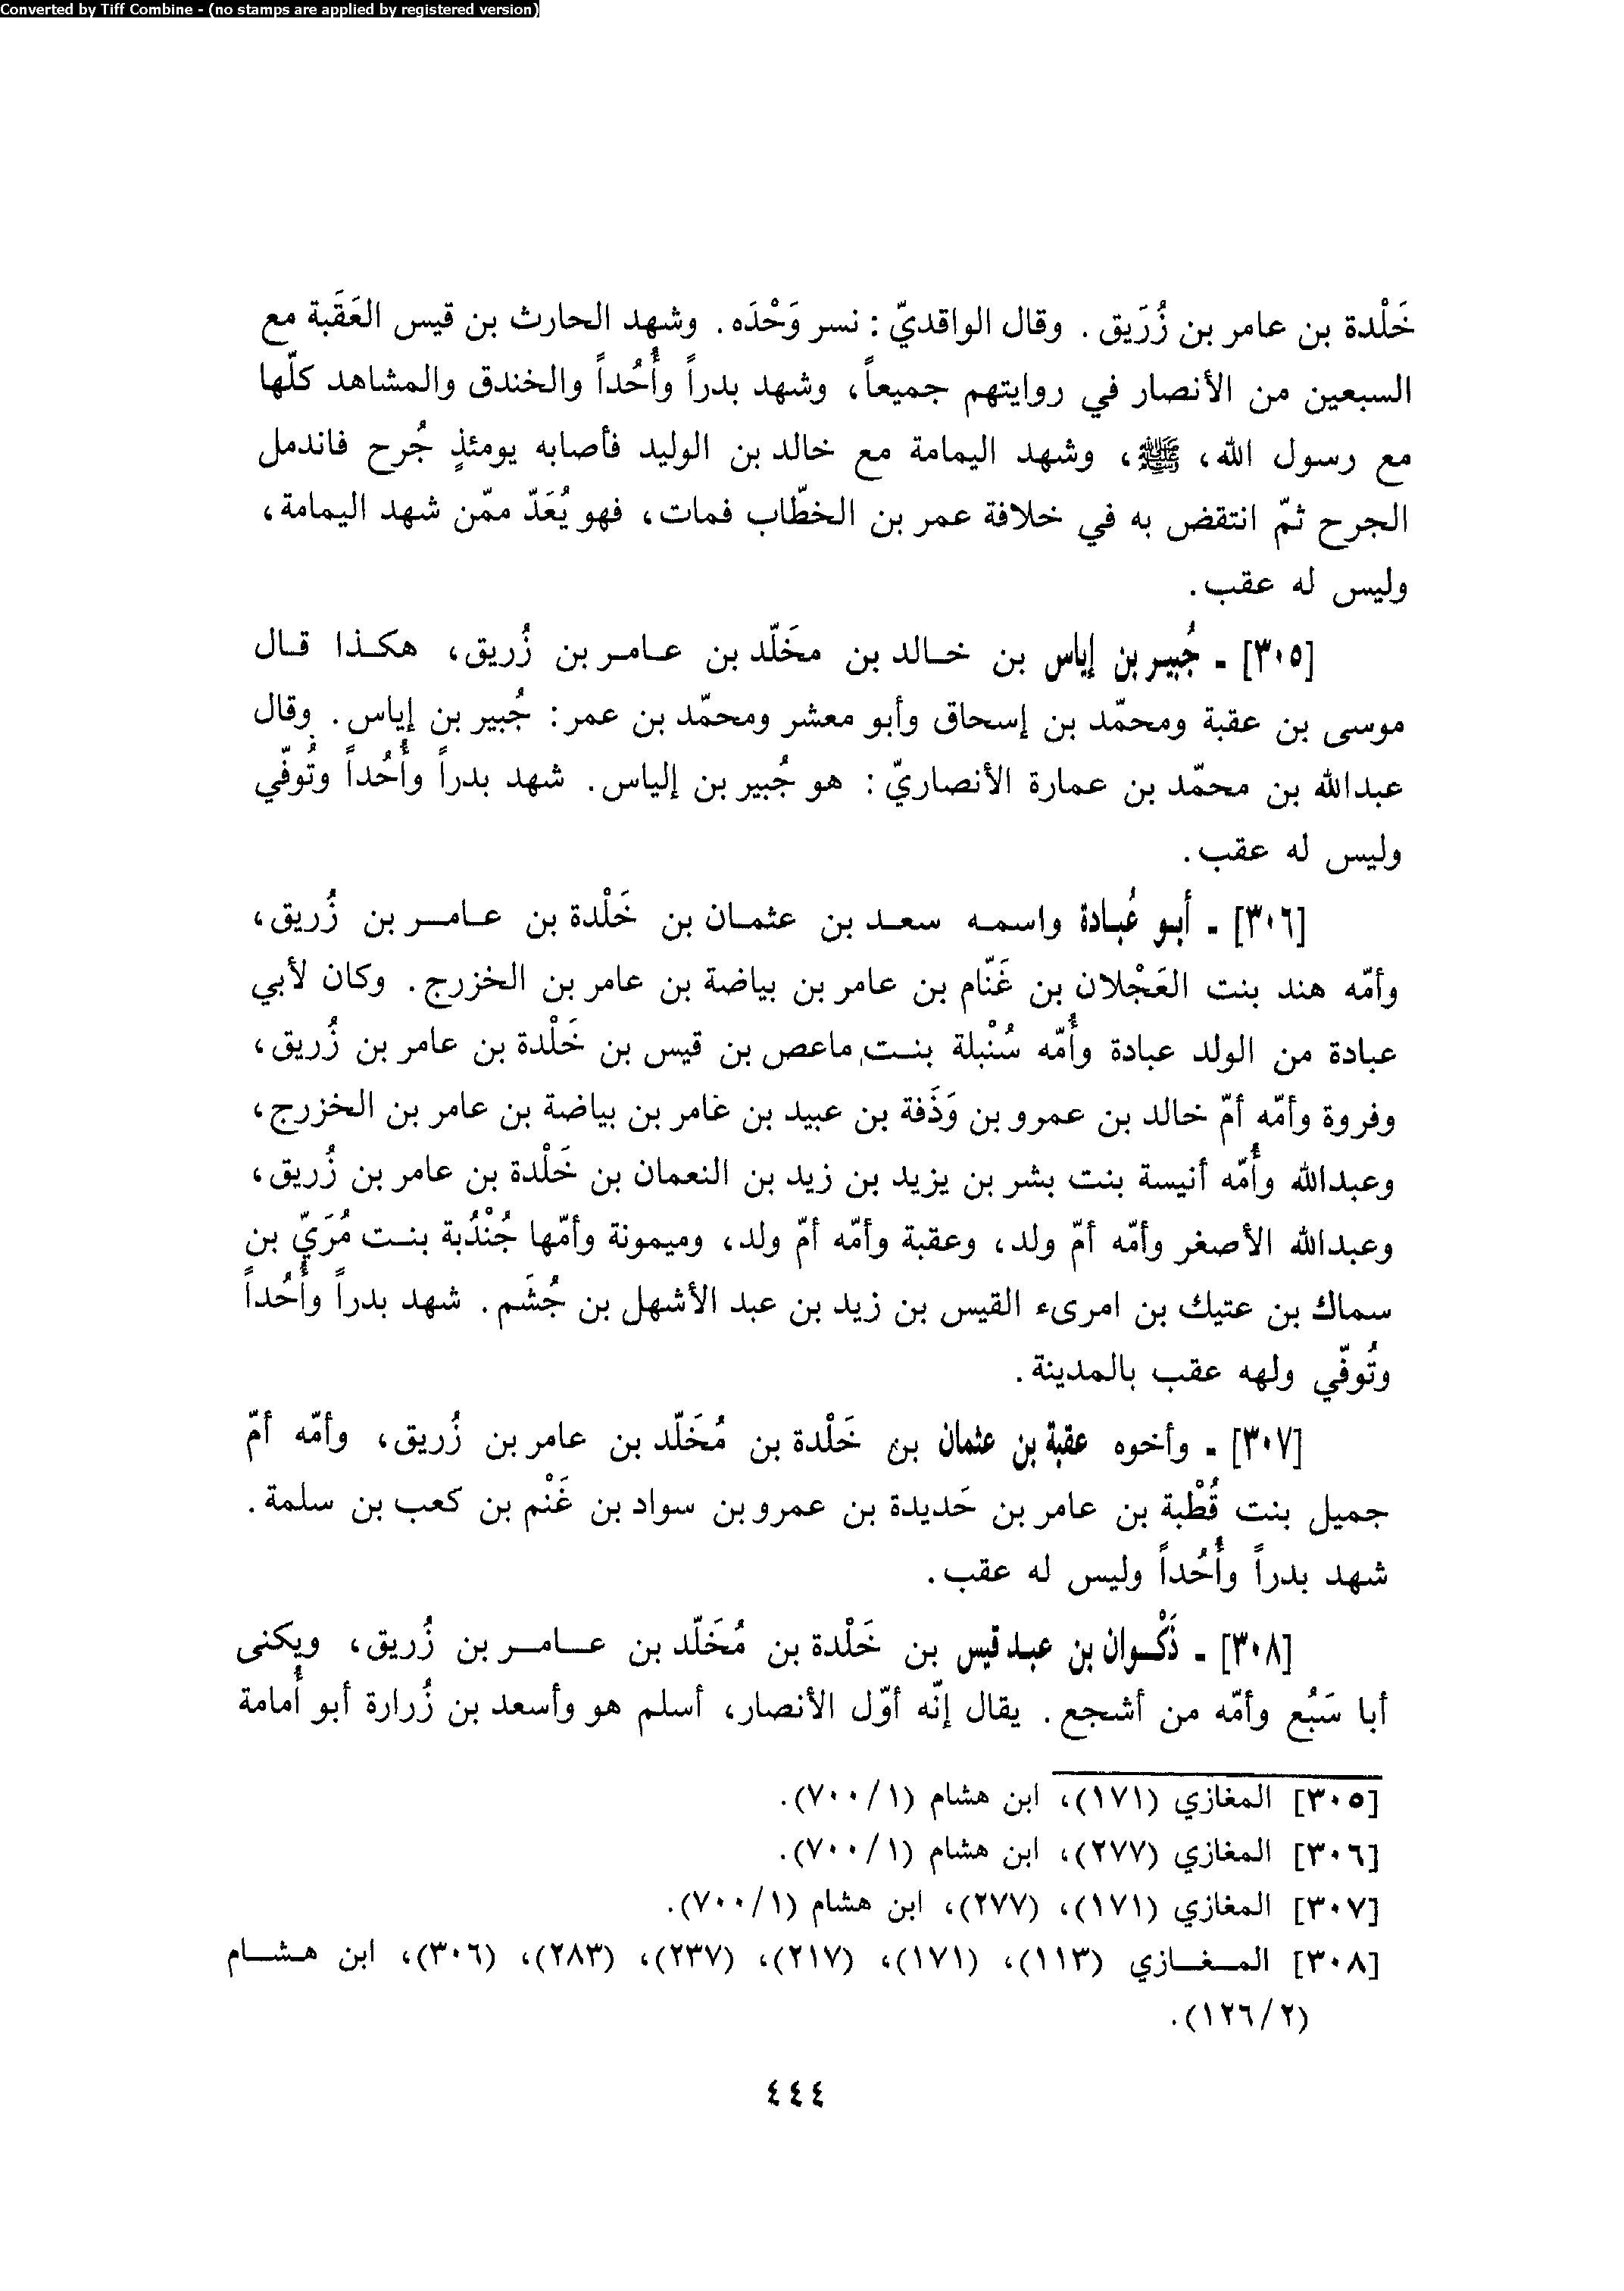 Converted by Tiff Combine - (no stamps are applied by registered version)
خَلْدة بن عامر بن زُرَيق. وقال الواقديّ: نسر وَحْدَه. وشهد الحارث بن قيس العَقَبة مع
السبعين من الأنصار في روايتهم جميعاً، وشهد بدراً وأُحُداً والخندق والمشاهد كلّها
مع رسول الله، ﷺ، وشهد اليمامة مع خالد بن الوليد فأصابه يومئذٍ جُرح فاندمل
الجرح ثمّ انتقض به في خلافة عمر بن الخطّاب فمات، فهو يُعَدّ ممّن شهد اليمامة،
وليس له عقب.
[٣٠٥] - جُبير بن إياس بن خالد بن مخَلّد بن عامر بن زُريق، هكذا قال
موسى بن عقبة ومحمّد بن إسحاق وأبو معشر ومحمّد بن عمر: جُبير بن إياس. وقال
عبدالله بن محمّد بن عمارة الأنصاريّ: هو جُبير بن إلياس. شهد بدراً وأُحُداً وتُوفّي
وليس له عقب.
[٣٠٦] - أبو عُبادة واسمه سعد بن عثمان بن خَلْدة بن عامر بن زُريق،
وأمّه هند بنت العَجْلان بن غَنّام بن عامر بن بياضة بن عامر بن الخزرج. وكان لأبي
عبادة من الولد عبادة وأُمّه سُنْبلة بنت ماعص بن قيس بن خَلْدة بن عامر بن زُريق،
وفروة وأمّه أمّ خالد بن عمرو بن وَذَفة بن عبيد بن غامر بن بياضة بن عامر بن الخزرج،
وعبدالله وأُمّه أنيسة بنت بشر بن يزيد بن زيد بن النعمان بن خَلْدة بن عامر بن زُريق،
وعبدالله الأصغر وأمّه أمّ ولد، وعقبة وأمّه أمّ ولد، وميمونة وأمّها جُنْدُبة بنت مُرَيّ بن
سماك بن عتيك بن امرىء القيس بن زيد بن عبد الأشهل بن جُشَم. شهد بدراً وأُحُداً
وتُوفّي ولهه عقب بالمدينة.
[٣٠٧] - وأخوه عقبة بن عثمان بن خَلْدة بن مُخَلّد بن عامر بن زُريق، وأمّه أمّ
جميل بنت قُطْبة بن عامر بن حَديدة بن عمرو بن سواد بن غَنْم بن كعب بن سلمة.
شهد بدراً وأُحُداً وليس له عقب.
[٣٠٨] - ذَكْوان بن عبد قيس بن خَلْدة بن مُخَلّد بن عامر بن زُريق، ويكنى
أبا سَبُع وأمّه من أشجع. يقال إنّه أوّل الأنصار، أسلم هو وأسعد بن زُرارة أبو أُمامة
[٣٠٥] المغازي (١٧١)، ابن هشام (١/ ٧٠٠).
[٣٠٦] المغازي (٢٧٧)، ابن هشام (١/ ٧٠٠).
[٣٠٧] المغازي (١٧١)، (٢٧٧)، ابن هشام (١/ ٧٠٠).
[٣٠٨] المغازي (١١٣)، (١٧١)، (٢١٧)، (٢٣٧)، (٢٨٣)، (٣٠٦)، ابن هشام
(٢/ ١٢٦).
٤٤٤